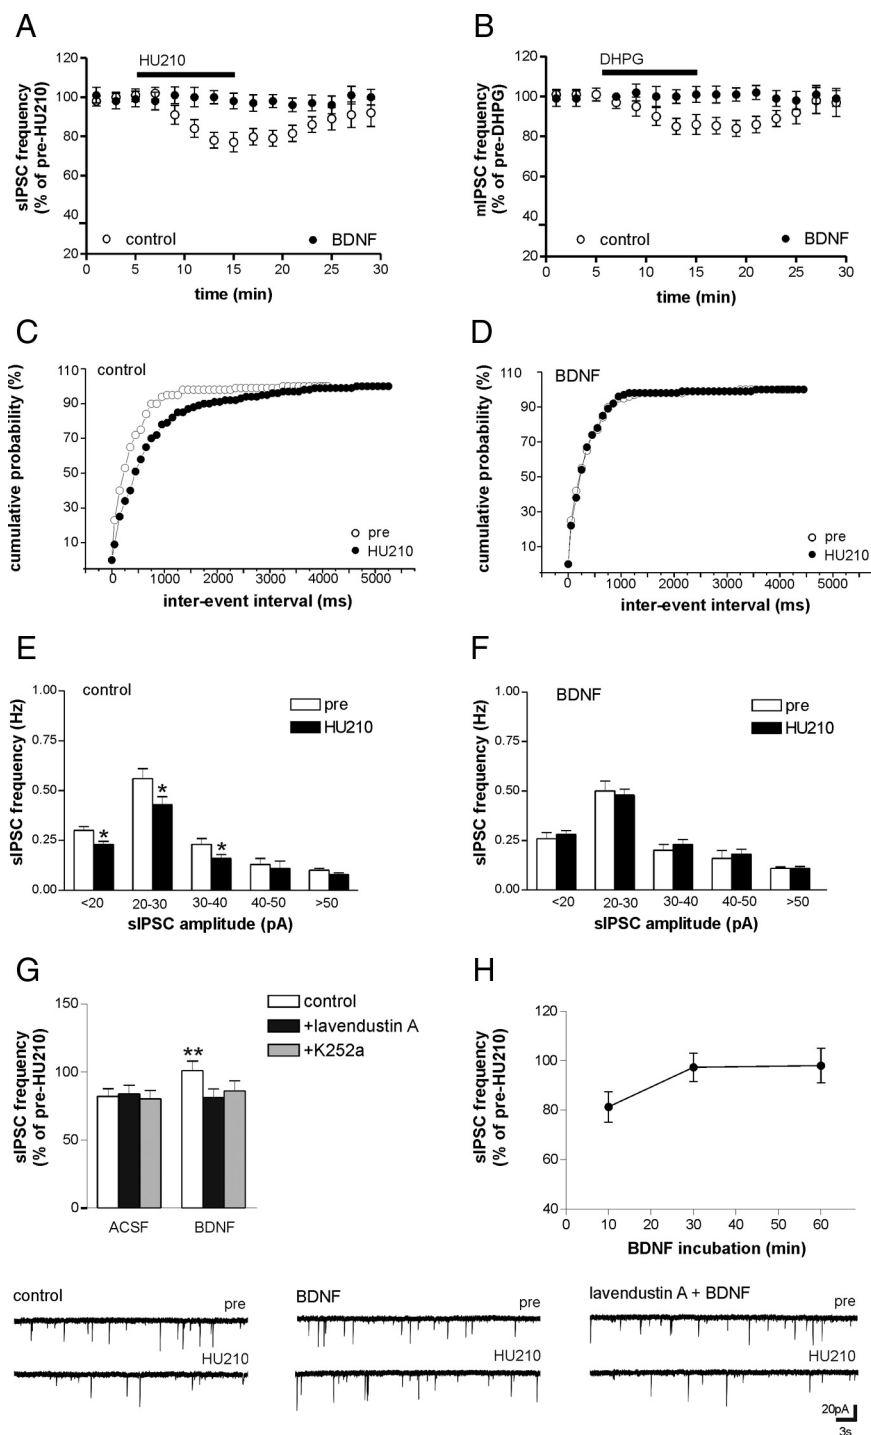 A
HU210
sIPSC frequency
(% of pre-HU210)
120
100
80
60
40
20
control
BDNF
0 5 10 15 20 25 30
time (min)
B
DHPG
mIPSC frequency
(% of pre-DHPG)
120
100
80
60
40
20
control
BDNF
0 5 10 15 20 25 30
time (min)
C
control
cumulative probability (%)
110
90
70
50
30
10
pre
HU210
0 1000 2000 3000 4000 5000
inter-event interval (ms)
D
BDNF
cumulative probability (%)
110
90
70
50
30
10
pre
HU210
0 1000 2000 3000 4000 5000
inter-event interval (ms)
E
control
sIPSC frequency (Hz)
1.00
0.75
0.50
0.25
0.00
pre
HU210
* * *
<20 20-30 30-40 40-50 >50
sIPSC amplitude (pA)
F
BDNF
sIPSC frequency (Hz)
1.00
0.75
0.50
0.25
0.00
pre
HU210
<20 20-30 30-40 40-50 >50
sIPSC amplitude (pA)
G
sIPSC frequency
(% of pre-HU210)
150
100
50
0
control
+lavendustin A
+K252a
**
ACSF BDNF
H
sIPSC frequency
(% of pre-HU210)
120
100
80
60
40
0 10 20 30 40 50 60
BDNF incubation (min)
control
pre
HU210
BDNF
pre
HU210
lavendustin A + BDNF
pre
HU210
20pA
3s